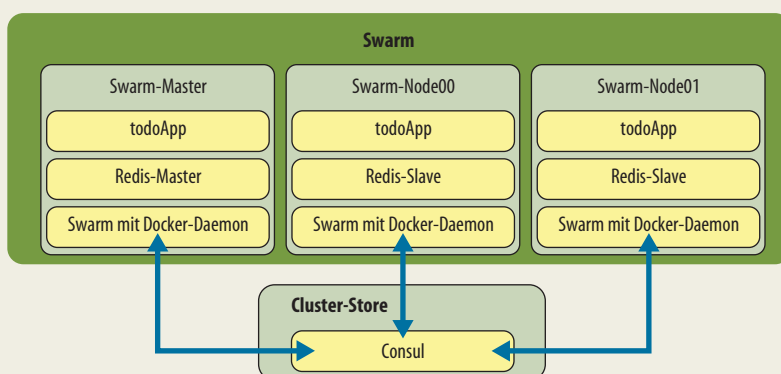 Swarm
Swarm-Master
todoApp
Redis-Master
Swarm mit Docker-Daemon
Swarm-Node00
todoApp
Redis-Slave
Swarm mit Docker-Daemon
Swarm-Node01
todoApp
Redis-Slave
Swarm mit Docker-Daemon
Cluster-Store
Consul